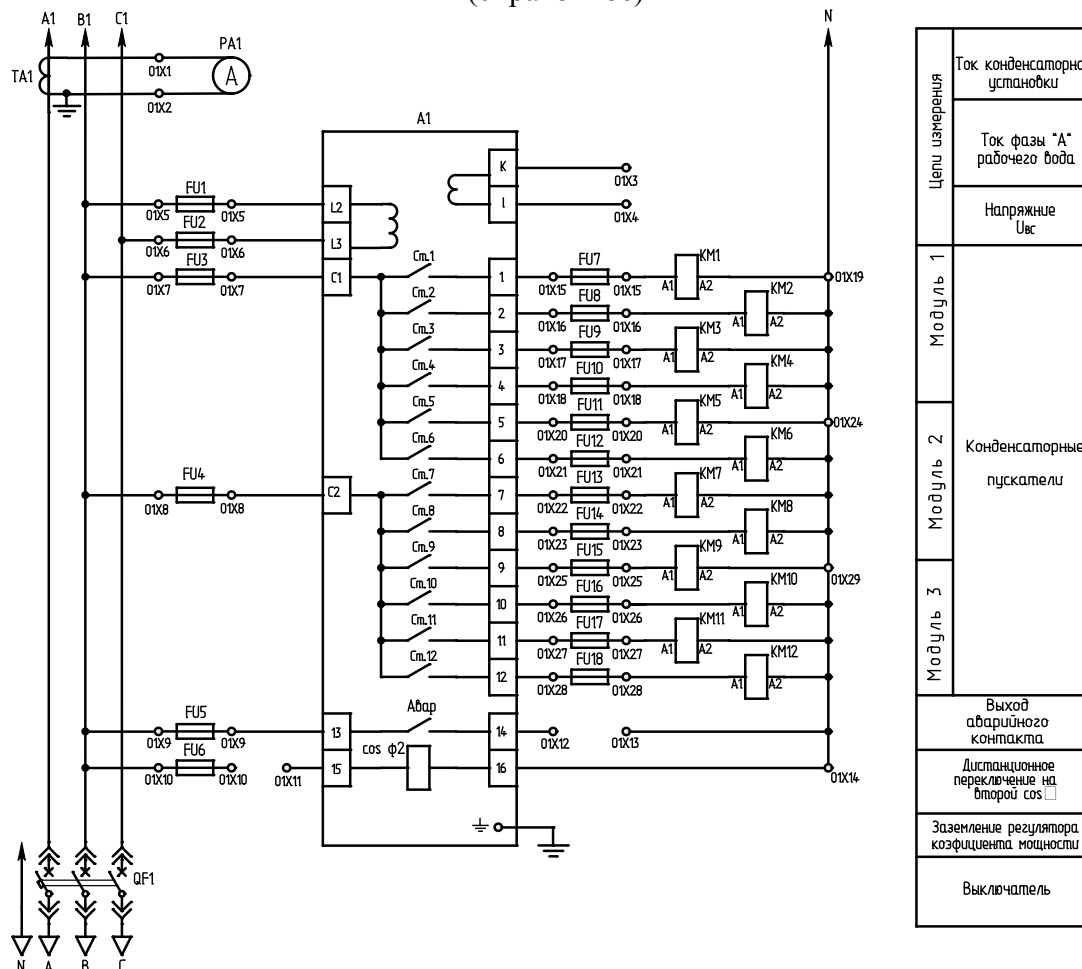 A1 B1 C1 N
TA1 PA1 A
01X1
01X2
A1
K 01X3
l 01X4
FU1
01X5 01X5 L2
FU2
01X6 01X6 L3
FU3
01X7 01X7 C1
Ст.1 1 FU7 KM1
01X15 01X15 A1 A2 01X19
Ст.2 2 FU8 KM2
01X16 01X16 A1 A2
Ст.3 3 FU9 KM3
01X17 01X17 A1 A2
Ст.4 4 FU10 KM4
01X18 01X18 A1 A2
Ст.5 5 FU11 KM5
01X20 01X20 A1 A2 01X24
Ст.6 6 FU12 KM6
01X21 01X21 A1 A2
FU4
01X8 01X8 C2
Ст.7 7 FU13 KM7
01X22 01X22 A1 A2
Ст.8 8 FU14 KM8
01X23 01X23 A1 A2
Ст.9 9 FU15 KM9
01X25 01X25 A1 A2 01X29
Ст.10 10 FU16 KM10
01X26 01X26 A1 A2
Ст.11 11 FU17 KM11
01X27 01X27 A1 A2
Ст.12 12 FU18 KM12
01X28 01X28 A1 A2
FU5 Авар
01X9 01X9 13 14 01X12 01X13
FU6 cos φ2
01X10 01X10 01X11 15 16 01X14
QF1
N A B C
Цепи измерения
Ток конденсаторно
установки
Ток фазы "А"
рабочего вода
Напряжние
Uвс
Модуль 1
Модуль 2
Модуль 3
Конденсаторные
пускатели
Выход
аварийного
контакта
Дистанционное
переключение на
второй cos
Заземление регулятора
коэфициента мощности
Выключатель